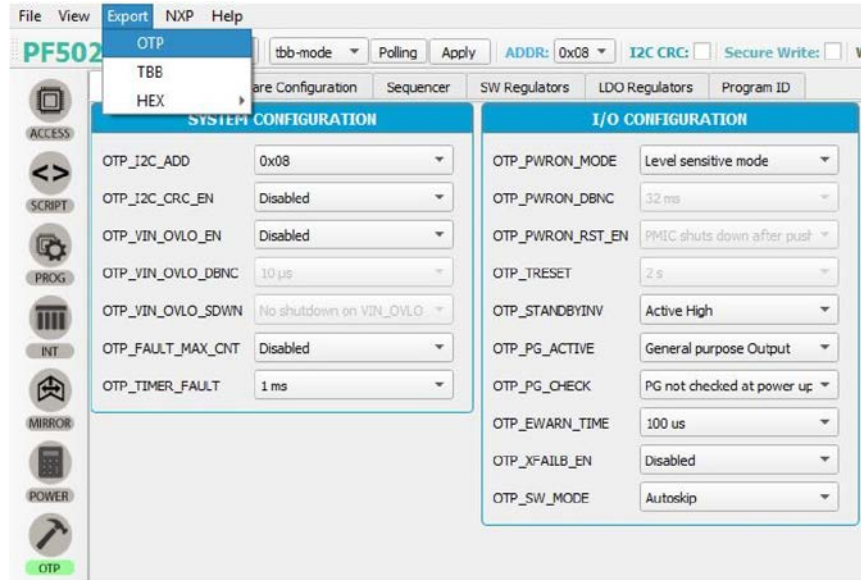 File View Export NXP Help
PF502 OTP tbb-mode Polling Apply ADDR: 0x08 I2C CRC: Secure Write:
TBB
HEX
are Configuration Sequencer SW Regulators LDO Regulators Program ID
SYSTEM CONFIGURATION
I/O CONFIGURATION
ACCESS
SCRIPT
PROG
INT
MIRROR
POWER
OTP
OTP_I2C_ADD 0x08
OTP_I2C_CRC_EN Disabled
OTP_VIN_OVLO_EN Disabled
OTP_VIN_OVLO_DBNC 10 µs
OTP_VIN_OVLO_SDWN No shutdown on VIN_OVLO
OTP_FAULT_MAX_CNT Disabled
OTP_TIMER_FAULT 1 ms
OTP_PWRON_MODE Level sensitive mode
OTP_PWRON_DBNC 32 ms
OTP_PWRON_RST_EN PMIC shuts down after push
OTP_TRESET 2 s
OTP_STANDBYINV Active High
OTP_PG_ACTIVE General purpose Output
OTP_PG_CHECK PG not checked at power up
OTP_EWARN_TIME 100 us
OTP_XFAILB_EN Disabled
OTP_SW_MODE Autoskip